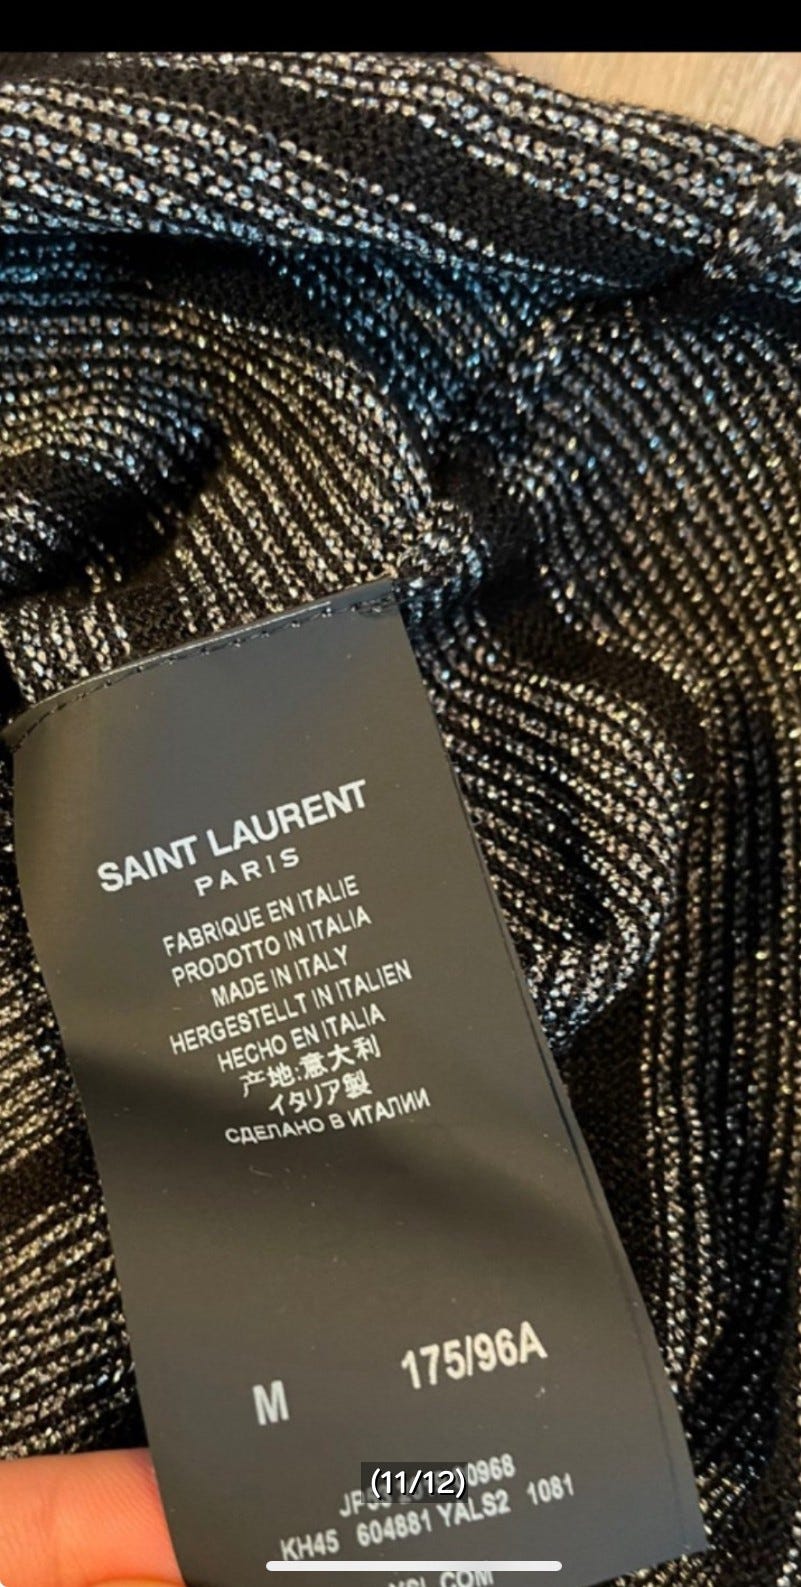 SAINT LAURENT
PARIS
FABRIQUE EN ITALIE
PRODOTTO IN ITALIA
MADE IN ITALY
HERGESTELLT IN ITALIEN
HECHO EN ITALIA
产地:意大利
イタリア製
СДЕЛАНО В ИТАЛИИ
M 175/96A
(11/12)
KH45 604881 YALS2 1081